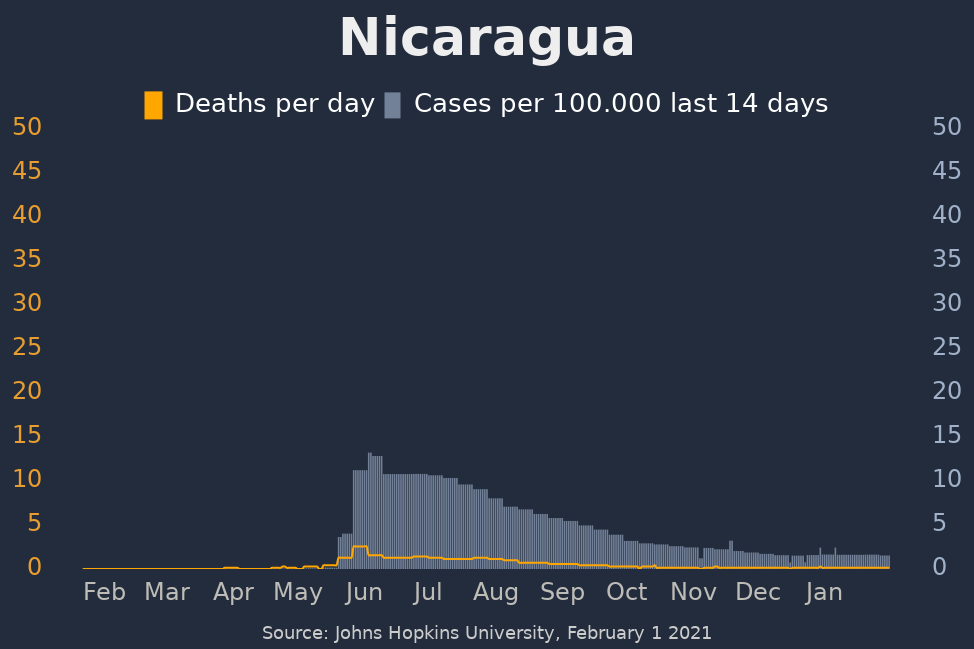 Nicaragua
Deaths per day Cases per 100.000 last 14 days
50 50
45 45
40 40
35 35
30 30
25 25
20 20
15 15
10 10
5 5
0 0
Feb Mar Apr May Jun Jul Aug Sep Oct Nov Dec Jan
Source: Johns Hopkins University, February 1 2021